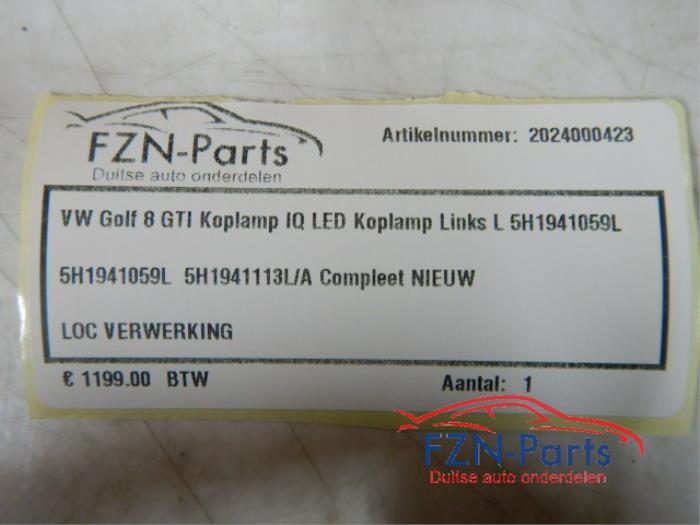 FZN-Parts
Duitse auto onderdelen
Artikelnummer: 2024000423
VW Golf 8 GTI Koplamp IQ LED Koplamp Links L 5H1941059L
5H1941059L 5H1941113L/A Compleet NIEUW
LOC VERWERKING
€ 1199.00 BTW
Aantal: 1
FZN-Parts
Duitse auto onderdelen